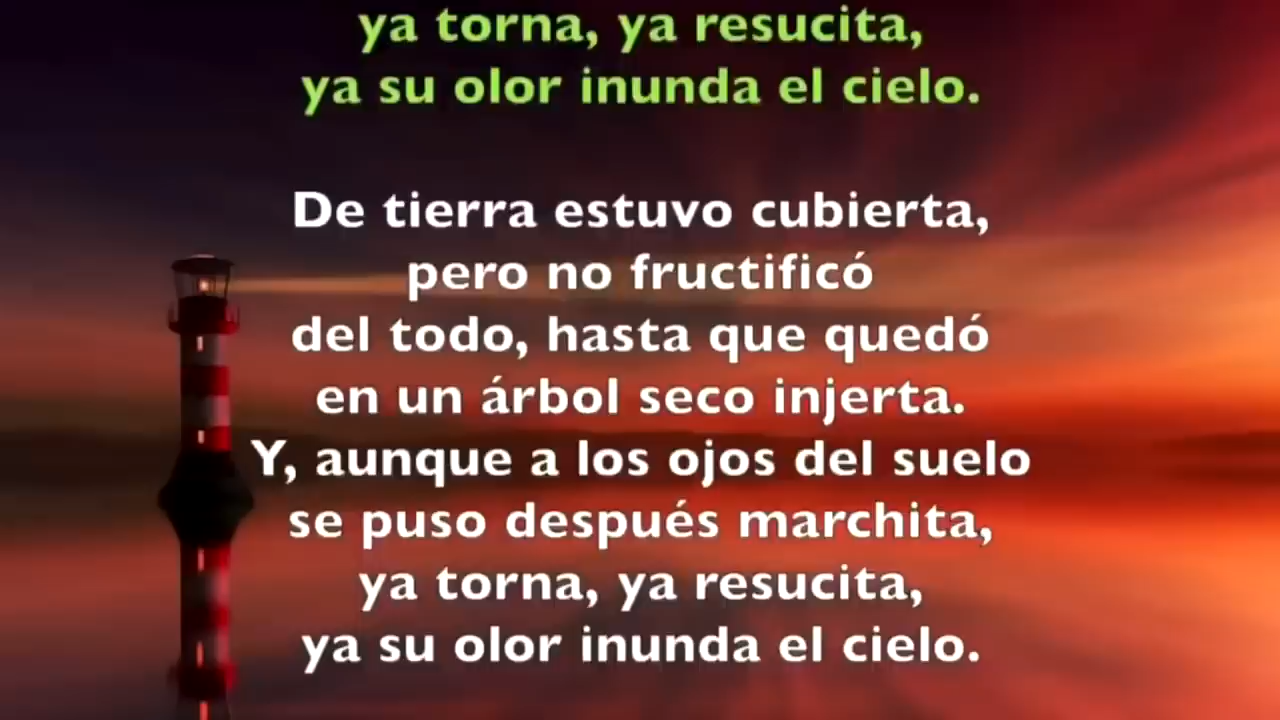 ya torna, ya resucita,
ya su olor inunda el cielo.
De tierra estuvo cubierta,
pero no fructificó
del todo, hasta que quedó
en un árbol seco injerta.
Y, aunque a los ojos del suelo
se puso después marchita,
ya torna, ya resucita,
ya su olor inunda el cielo.